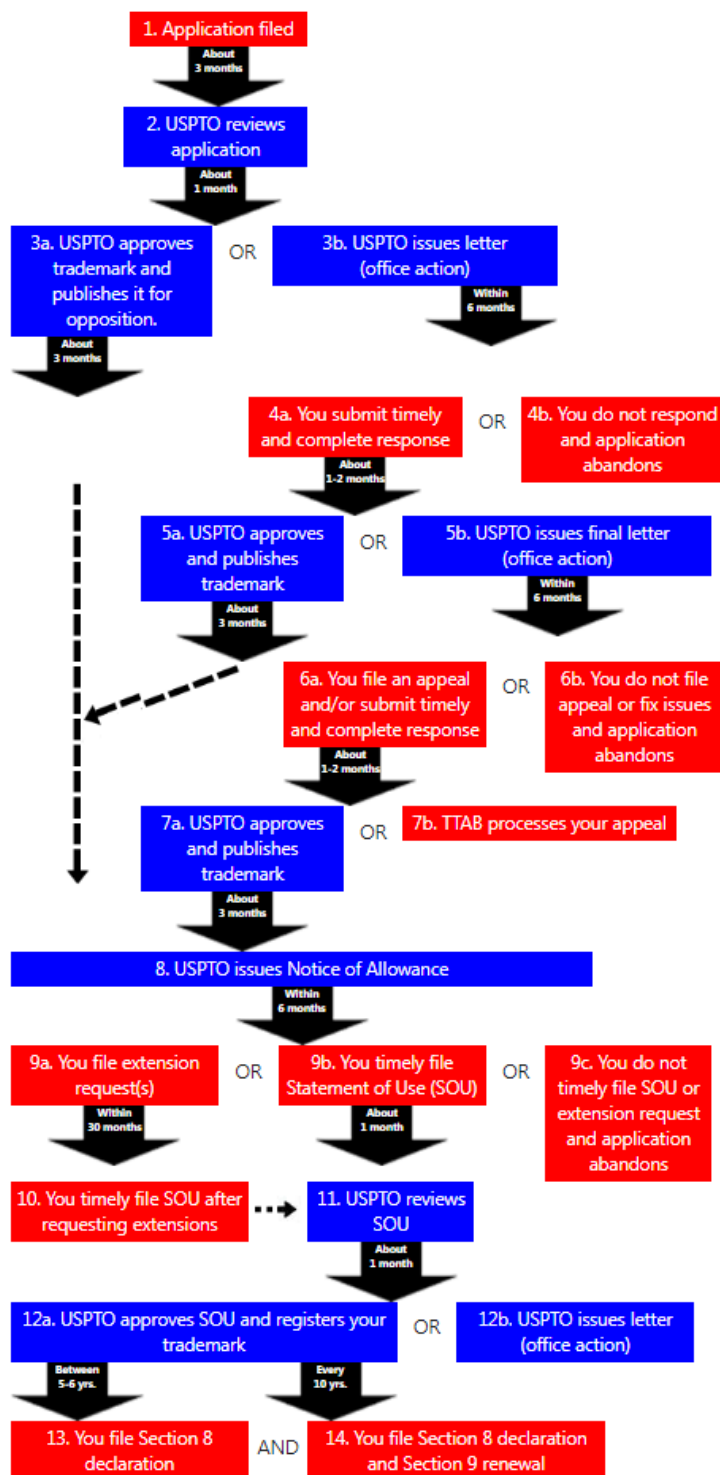 1. Application filed
About
3 months
2. USPTO reviews
application
About
1 month
3a. USPTO approves
trademark and
publishes it for
opposition.
OR
3b. USPTO issues letter
(office action)
Within
6 months
About
3 months
4a. You submit timely
and complete response
OR
4b. You do not respond
and application
abandons
About
1-2 months
5a. USPTO approves
and publishes
trademark
OR
5b. USPTO issues final letter
(office action)
Within
6 months
About
3 months
6a. You file an appeal
and/or submit timely
and complete response
OR
6b. You do not file
appeal or fix issues
and application
abandons
About
1-2 months
7a. USPTO approves
and publishes
trademark
OR
7b. TTAB processes your appeal
About
3 months
8. USPTO issues Notice of Allowance
Within
6 months
9a. You file extension
request(s)
OR
9b. You timely file
Statement of Use (SOU)
OR
9c. You do not
timely file SOU or
extension request
and application
abandons
Within
30 months
About
1 month
10. You timely file SOU after
requesting extensions
11. USPTO reviews
SOU
About
1 month
12a. USPTO approves SOU and registers your
trademark
OR
12b. USPTO issues letter
(office action)
Between
5-6 yrs.
Every
10 yrs.
13. You file Section 8
declaration
AND
14. You file Section 8 declaration
and Section 9 renewal